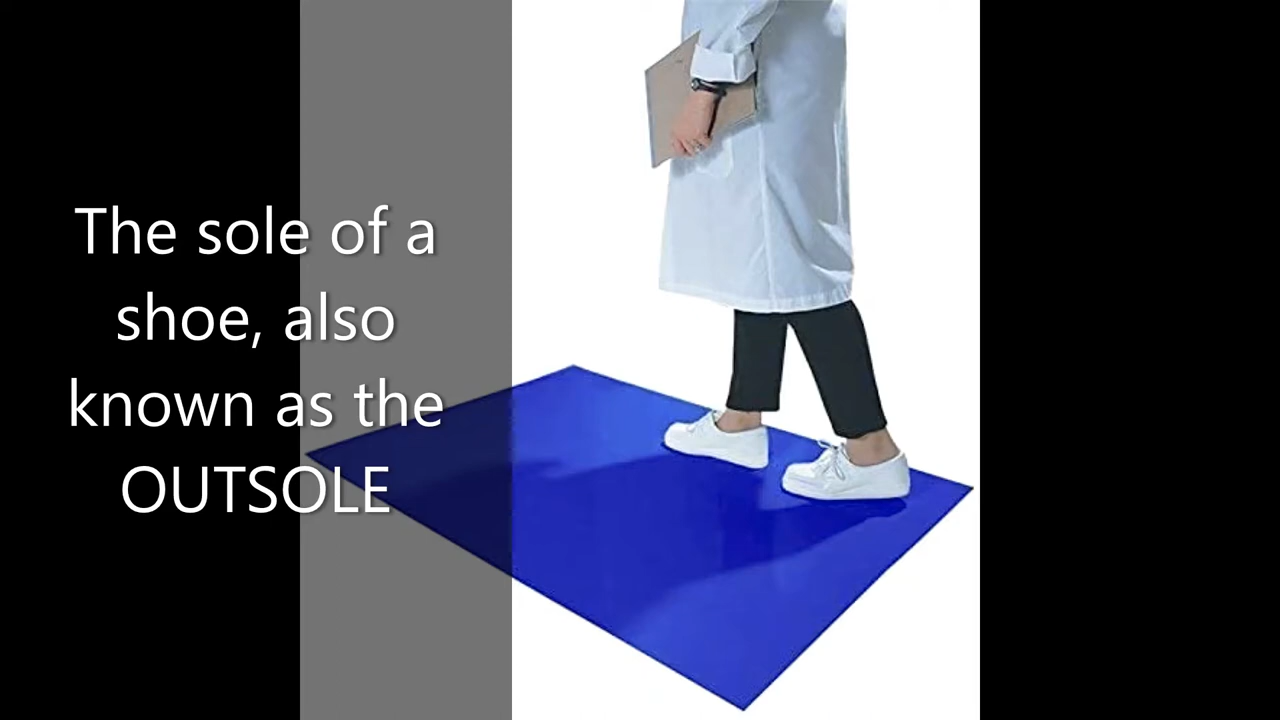 The sole of a
shoe, also
known as the
OUTSOLE